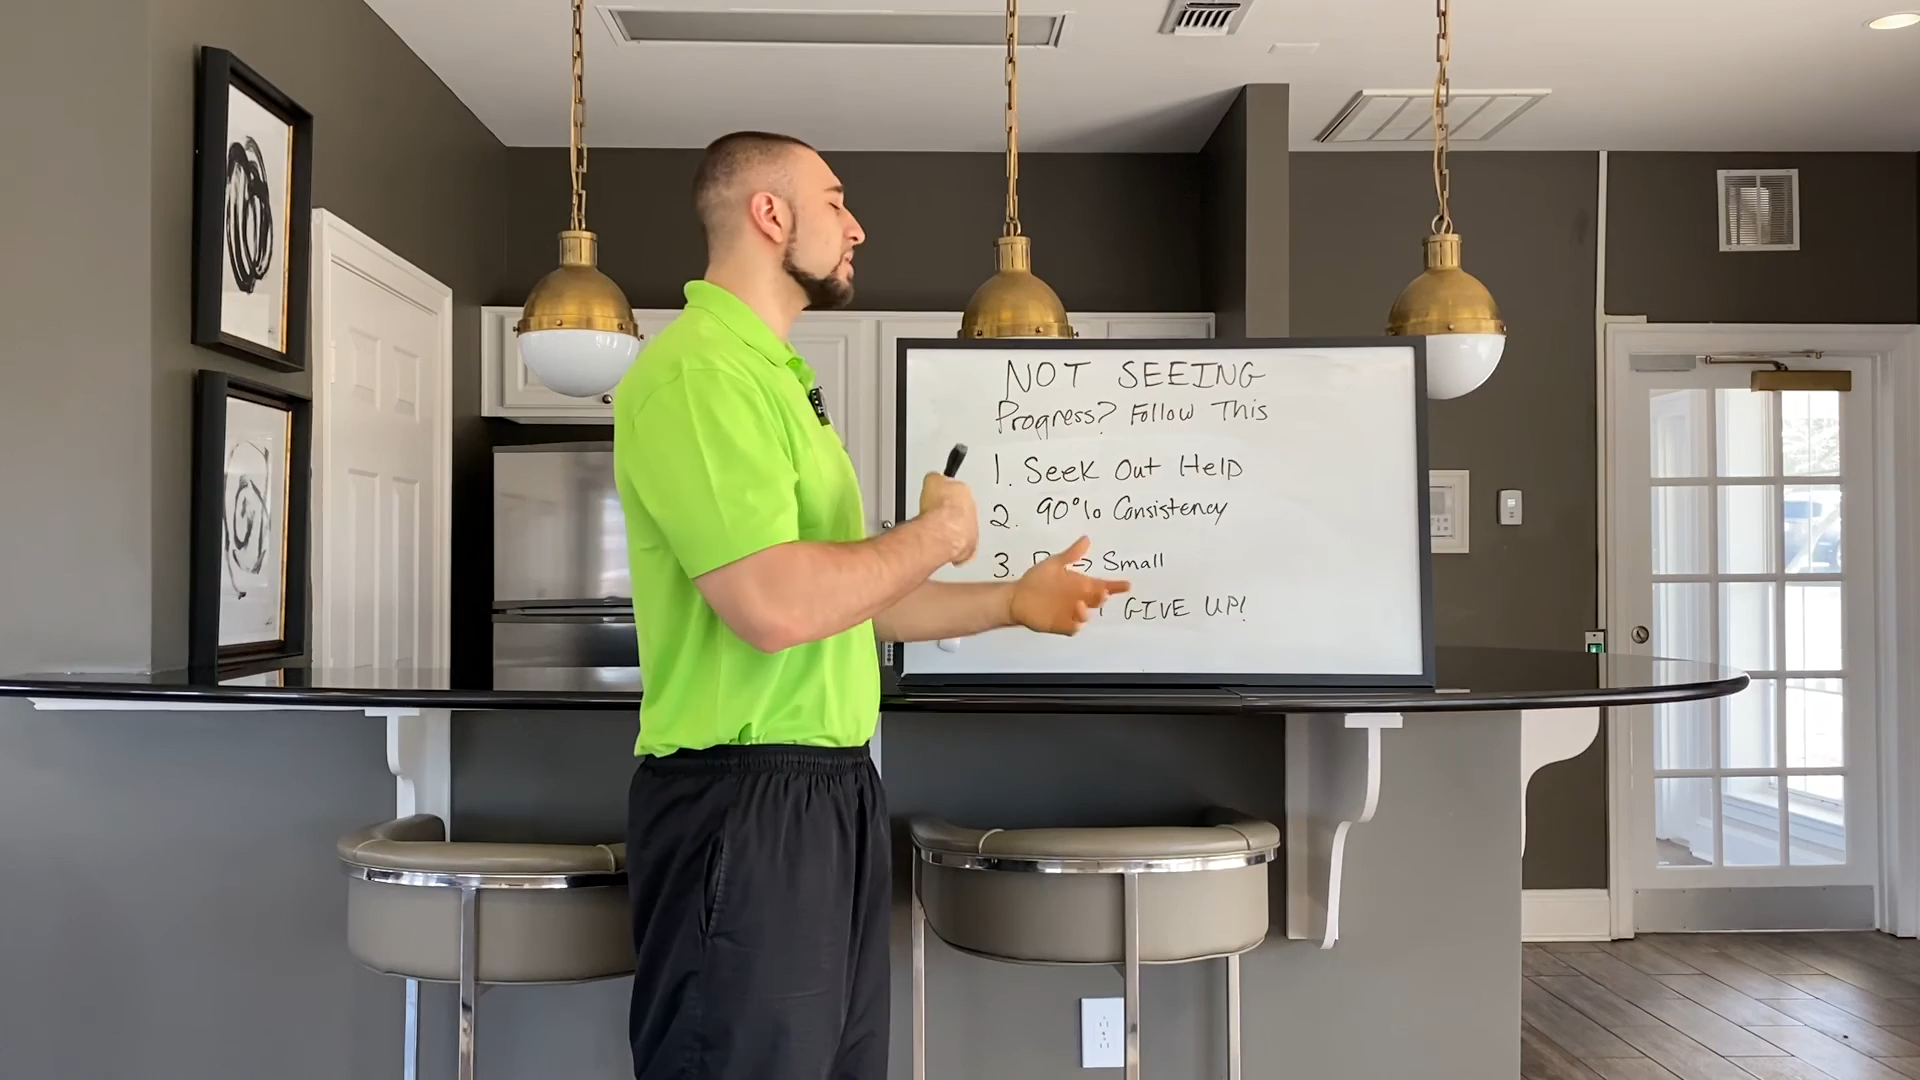 NOT SEEING
Progress? Follow This
1. Seek Out Help
2. 90% Consistency
3. → Small
GIVE UP!